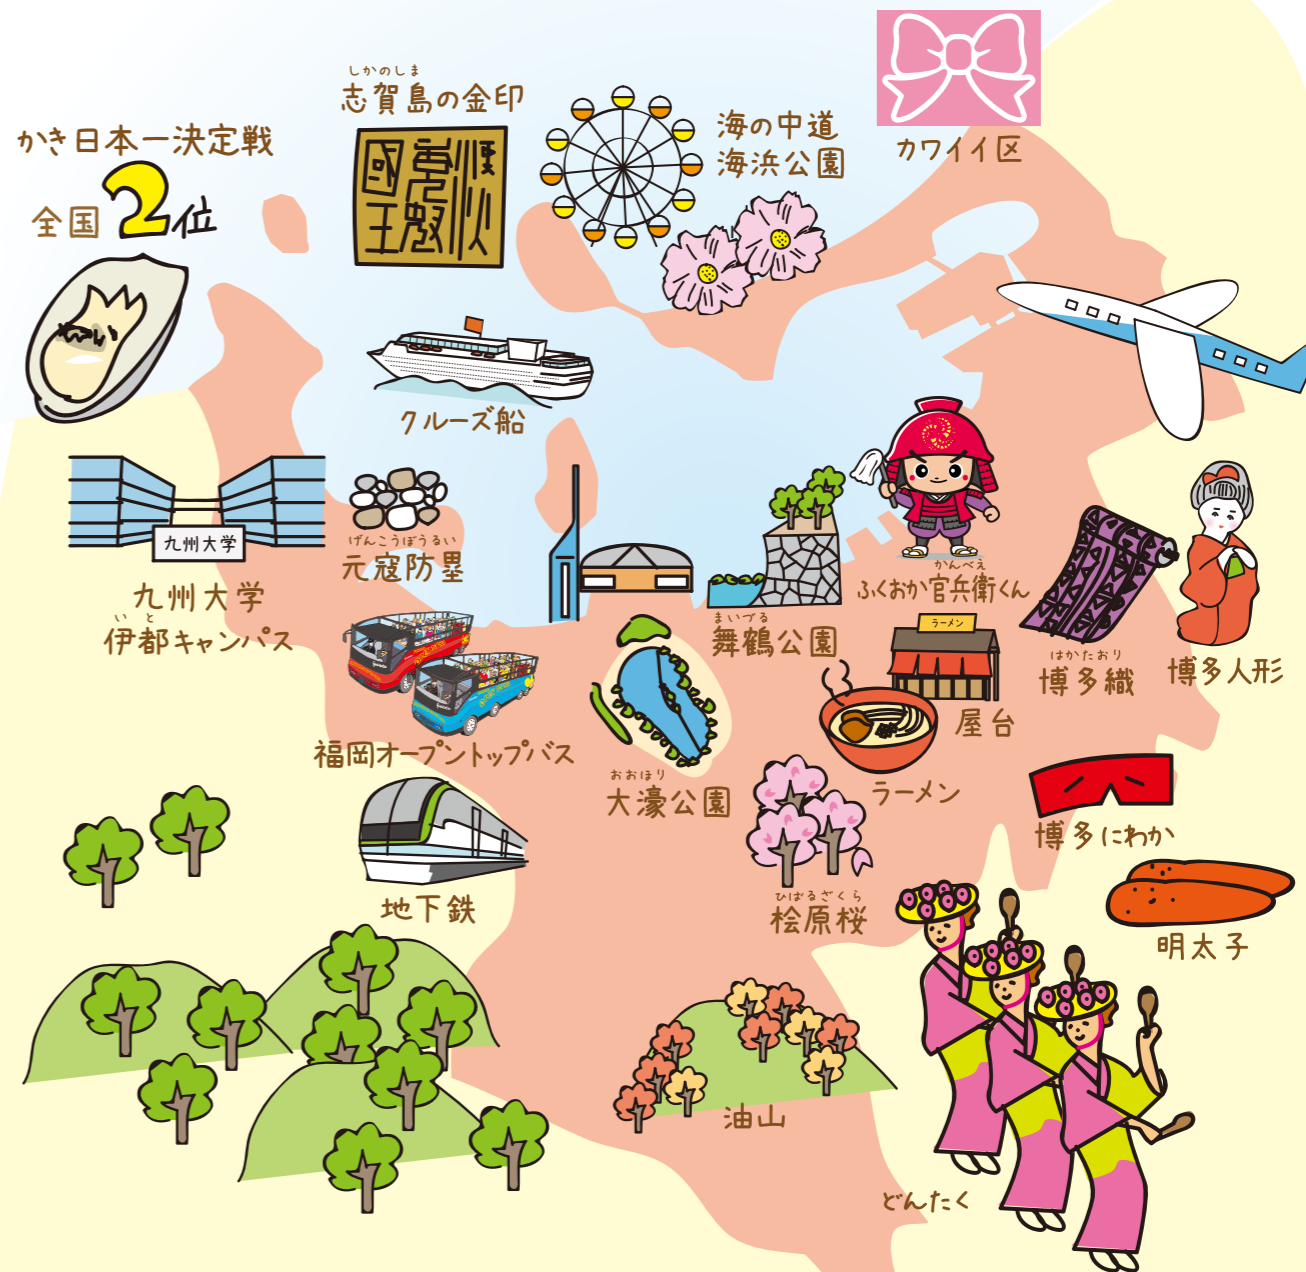 しかのしま
志賀島の金印
かき日本一決定戦
全国2位
海の中道
海浜公園
カワイイ区
クルーズ船
九州大学
九州大学
いと
伊都キャンパス
げんこうぼうるい
元寇防塁
まいづる
舞鶴公園
かんべえ
ふくおか官兵衛くん
ラーメン
屋台
はかたおり
博多織
博多人形
福岡オープントップバス
おおほり
大濠公園
ラーメン
博多にわか
地下鉄
ひばるざくら
桧原桜
明太子
油山
どんたく